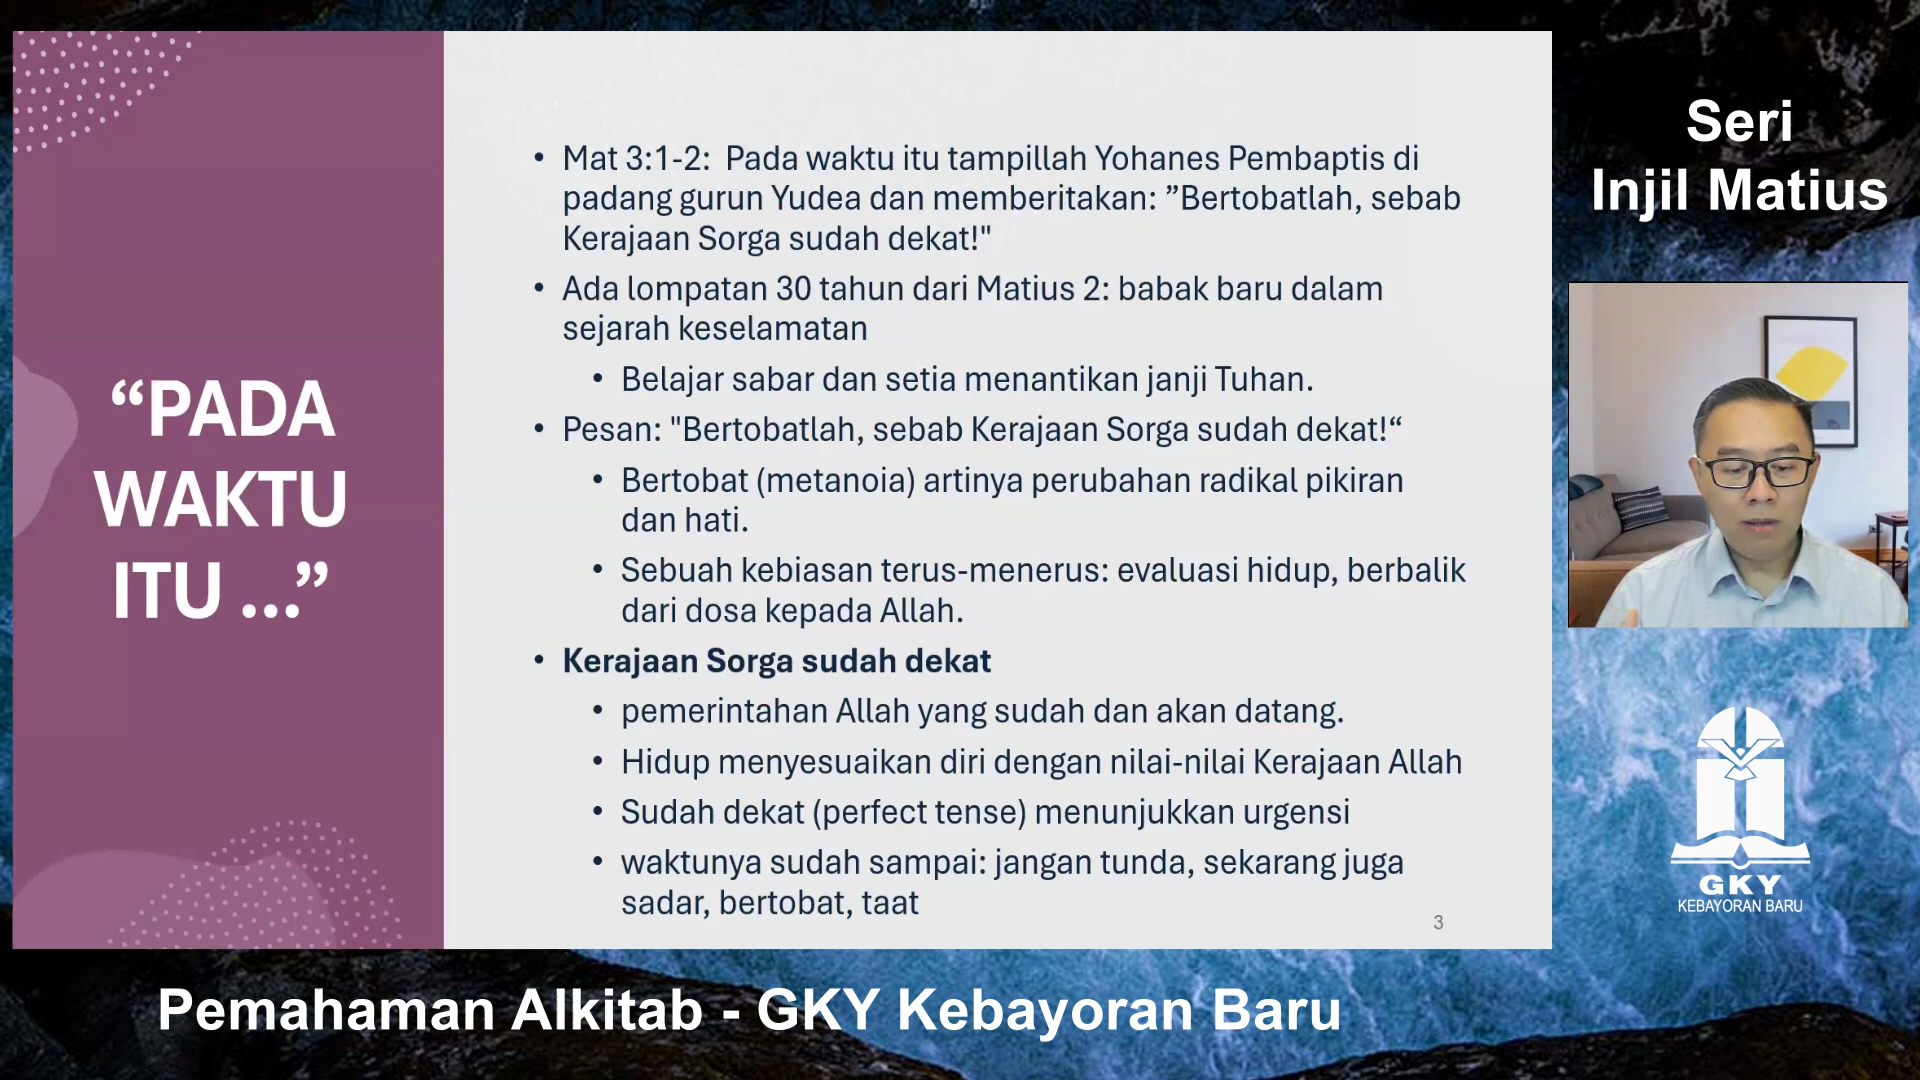 “PADA
WAKTU
ITU ...”
• Mat 3:1-2:  Pada waktu itu tampillah Yohanes Pembaptis di
padang gurun Yudea dan memberitakan: ”Bertobatlah, sebab
Kerajaan Sorga sudah dekat!"
• Ada lompatan 30 tahun dari Matius 2: babak baru dalam
sejarah keselamatan
• Belajar sabar dan setia menantikan janji Tuhan.
• Pesan: "Bertobatlah, sebab Kerajaan Sorga sudah dekat!“
• Bertobat (metanoia) artinya perubahan radikal pikiran
dan hati.
• Sebuah kebiasan terus-menerus: evaluasi hidup, berbalik
dari dosa kepada Allah.
• Kerajaan Sorga sudah dekat
• pemerintahan Allah yang sudah dan akan datang.
• Hidup menyesuaikan diri dengan nilai-nilai Kerajaan Allah
• Sudah dekat (perfect tense) menunjukkan urgensi
• waktunya sudah sampai: jangan tunda, sekarang juga
sadar, bertobat, taat
3
Seri
Injil Matius
GKY
KEBAYORAN BARU
Pemahaman Alkitab - GKY Kebayoran Baru